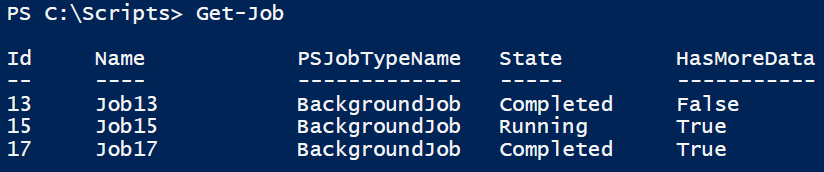 PS C:\Scripts> Get-Job
Id Name PSJobTypeName State HasMoreData
-- ---- ------------- ----- -----------
13 Job13 BackgroundJob Completed False
15 Job15 BackgroundJob Running True
17 Job17 BackgroundJob Completed True